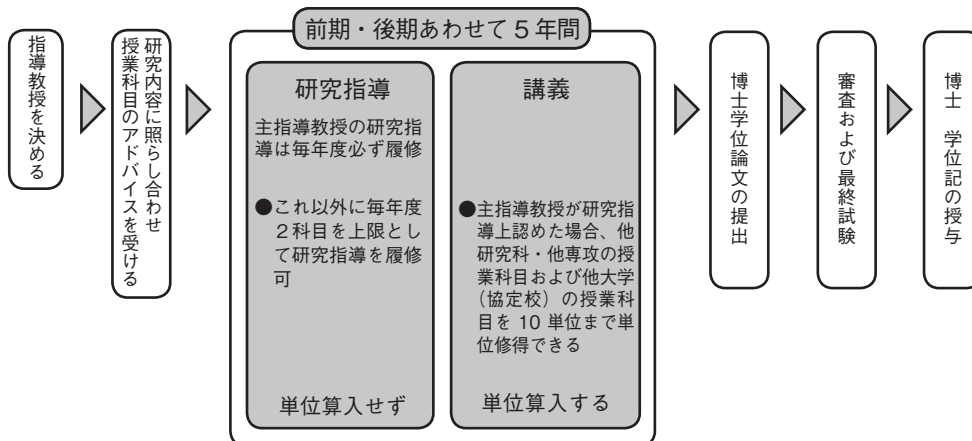 指導教授を決める
研究内容に照らし合わせ
授業科目のアドバイスを受ける
前期・後期あわせて5年間
研究指導
主指導教授の研究指
導は毎年度必ず履修
●これ以外に毎年度
2科目を上限とし
て研究指導を履修
可
単位算入せず
講義
●主指導教授が研究指
導上認めた場合、他
研究科・他専攻の授
業科目および他大学
（協定校）の授業科
目を 10 単位まで単
位修得できる
単位算入する
博士学位論文の提出
審査および最終試験
博士　学位記の授与